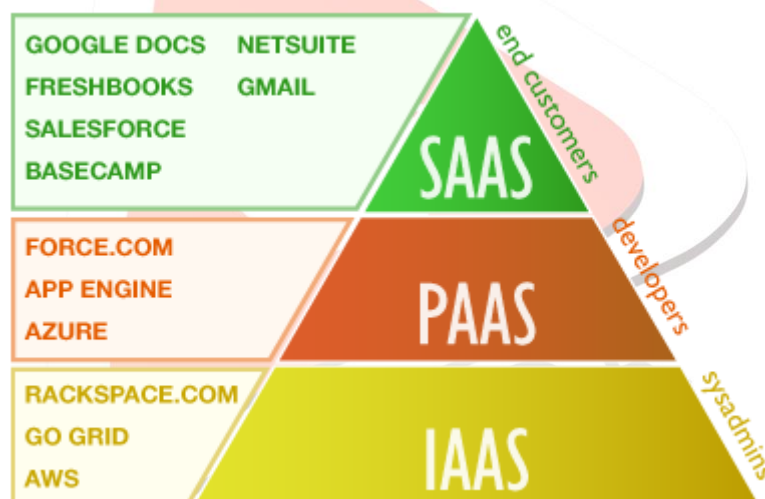 GOOGLE DOCS NETSUITE
FRESHBOOKS GMAIL
SALESFORCE
BASECAMP
SAAS
end customers
FORCE.COM
APP ENGINE
AZURE
PAAS
developers
RACKSPACE.COM
GO GRID
AWS
IAAS
sysadmins